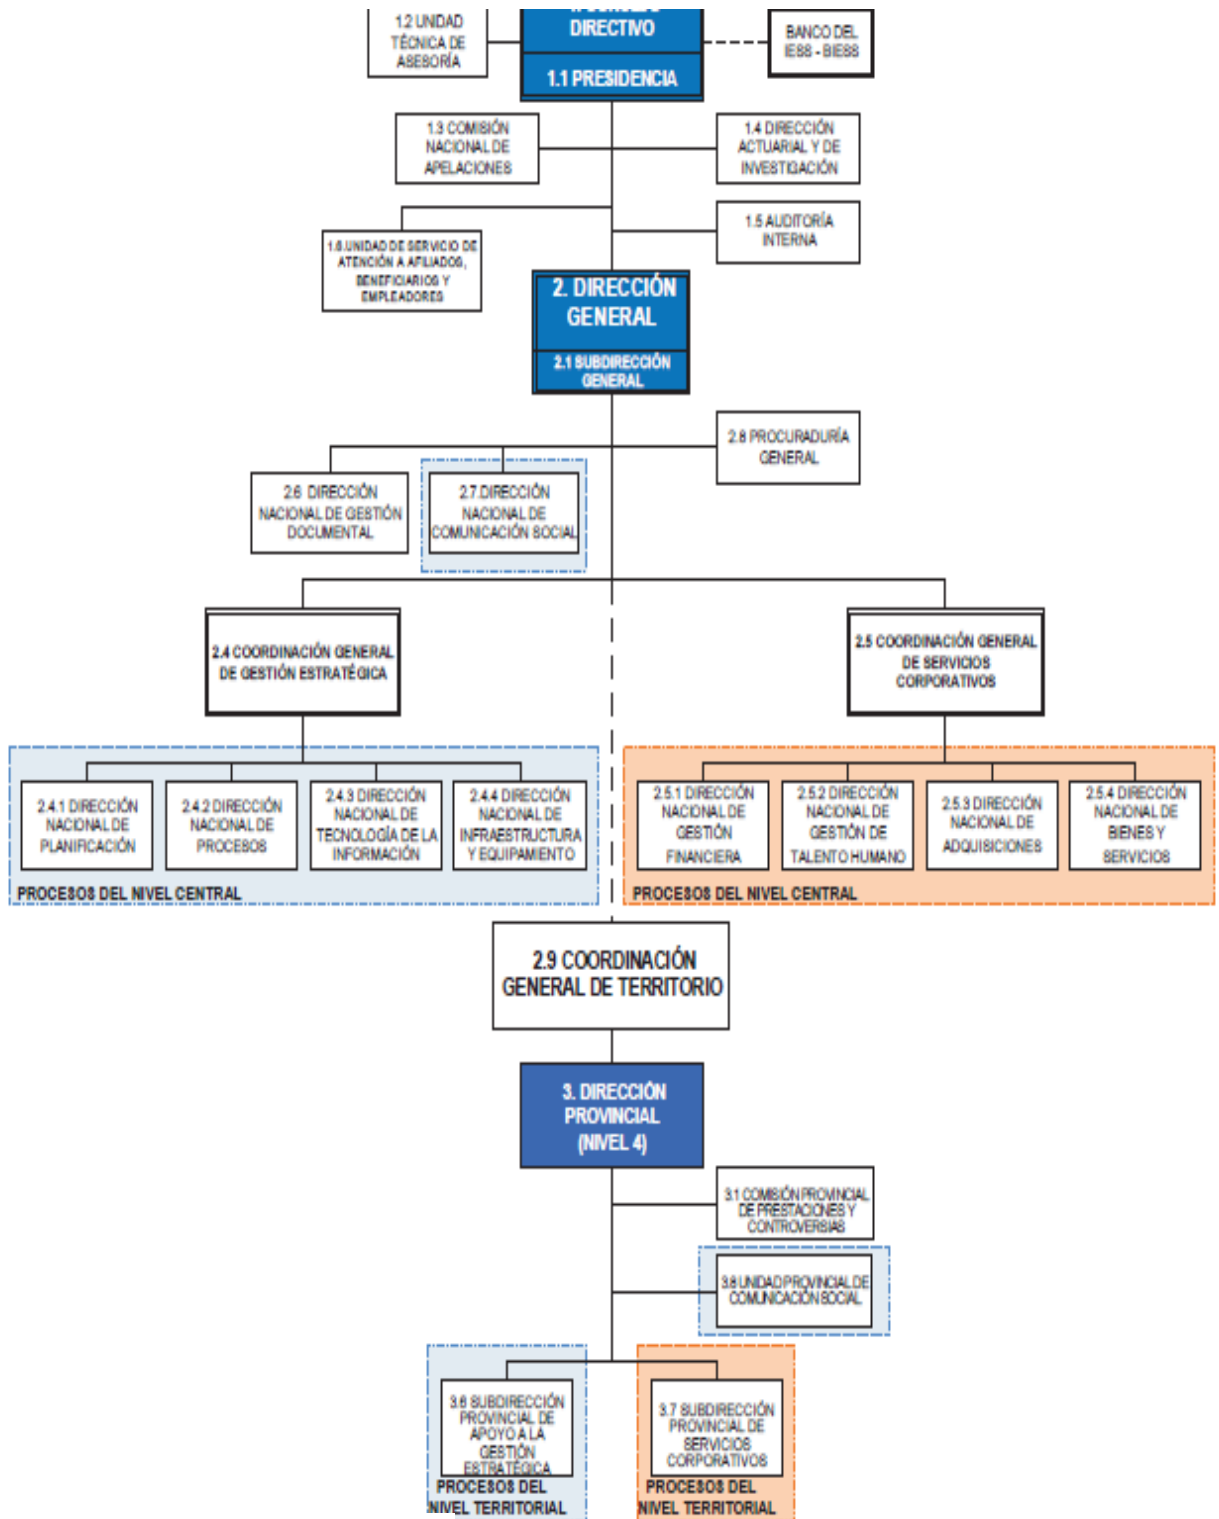 1.2 UNIDAD
TÉCNICA DE
ASESORÍA
DIRECTIVO
1.1 PRESIDENCIA
BANCO DEL
IESS - BIESS
1.3 COMISIÓN
NACIONAL DE
APELACIONES
1.4 DIRECCIÓN
ACTUARIAL Y DE
INVESTIGACIÓN
1.6.UNIDAD DE SERVICIO DE
ATENCIÓN A AFILIADOS,
BENEFICIARIOS Y
EMPLEADORES
1.5 AUDITORÍA
INTERNA
2. DIRECCIÓN
GENERAL
2.1 SUBDIRECCIÓN
GENERAL
2.8 PROCURADURÍA
GENERAL
2.6 DIRECCIÓN
NACIONAL DE GESTIÓN
DOCUMENTAL
2.7.DIRECCIÓN
NACIONAL DE
COMUNICACIÓN SOCIAL
2.4 COORDINACIÓN GENERAL
DE GESTIÓN ESTRATÉGICA
2.5 COORDINACIÓN GENERAL
DE SERVICIOS
CORPORATIVOS
2.4.1 DIRECCIÓN
NACIONAL DE
PLANIFICACIÓN
2.4.2 DIRECCIÓN
NACIONAL DE
PROCESOS
2.4.3 DIRECCIÓN
NACIONAL DE
TECNOLOGÍA DE LA
INFORMACIÓN
2.4.4 DIRECCIÓN
NACIONAL DE
INFRAESTRUCTURA
Y EQUIPAMIENTO
PROCESOS DEL NIVEL CENTRAL
2.5.1 DIRECCIÓN
NACIONAL DE
GESTIÓN
FINANCIERA
2.5.2 DIRECCIÓN
NACIONAL DE
GESTIÓN DE
TALENTO HUMANO
2.5.3 DIRECCIÓN
NACIONAL DE
ADQUISICIONES
2.5.4 DIRECCIÓN
NACIONAL DE
BIENES Y
SERVICIOS
PROCESOS DEL NIVEL CENTRAL
2.9 COORDINACIÓN
GENERAL DE TERRITORIO
3. DIRECCIÓN
PROVINCIAL
(NIVEL 4)
3.1 COMISIÓN PROVINCIAL
DE PRESTACIONES Y
CONTROVERSIAS
3.8 UNIDAD PROVINCIAL DE
COMUNICACIÓN SOCIAL
3.6 SUBDIRECCIÓN
PROVINCIAL DE
APOYO A LA
GESTIÓN
ESTRATÉGICA
PROCESOS DEL
NIVEL TERRITORIAL
3.7 SUBDIRECCIÓN
PROVINCIAL DE
SERVICIOS
CORPORATIVOS
PROCESOS DEL
NIVEL TERRITORIAL